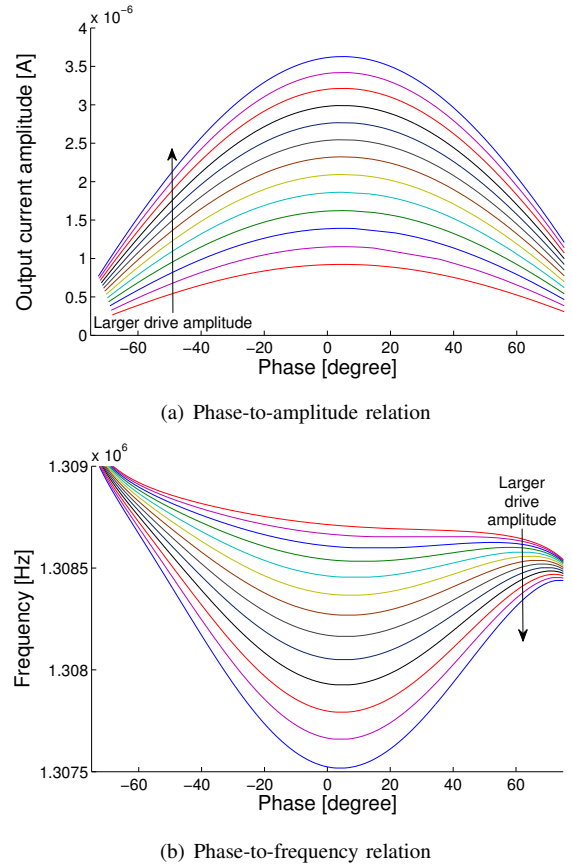 x 10⁻⁶
4
3.5
3
2.5
2
1.5
1
0.5
0
Output current amplitude [A]
Larger drive amplitude
−60 −40 −20 0 20 40 60
Phase [degree]
(a) Phase-to-amplitude relation
x 10⁶
1.309
1.3085
1.308
1.3075
Frequency [Hz]
Larger
drive
amplitude
−60 −40 −20 0 20 40 60
Phase [degree]
(b) Phase-to-frequency relation